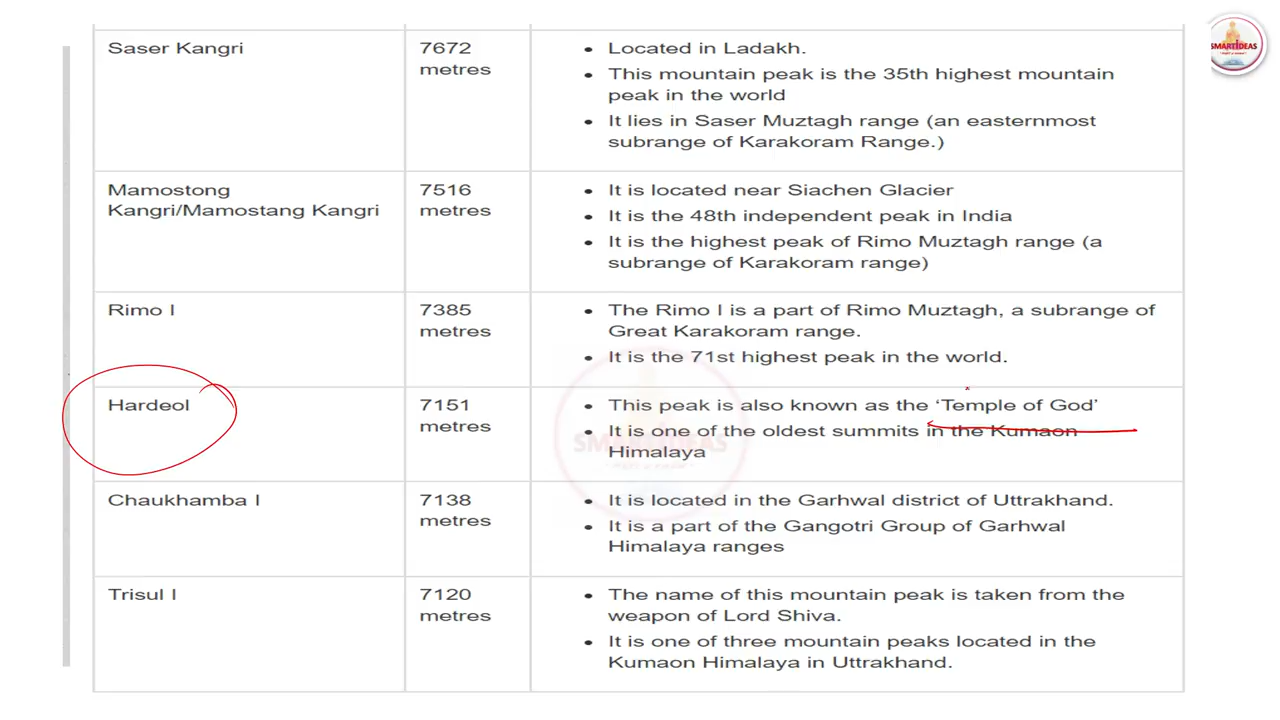 SMARTIDEAS
Saser Kangri
7672
metres
• Located in Ladakh.
• This mountain peak is the 35th highest mountain
peak in the world
• It lies in Saser Muztagh range (an easternmost
subrange of Karakoram Range.)
Mamostong
Kangri/Mamostang Kangri
7516
metres
• It is located near Siachen Glacier
• It is the 48th independent peak in India
• It is the highest peak of Rimo Muztagh range (a
subrange of Karakoram range)
Rimo I
7385
metres
• The Rimo I is a part of Rimo Muztagh, a subrange of
Great Karakoram range.
• It is the 71st highest peak in the world.
Hardeol
7151
metres
• This peak is also known as the ‘Temple of God’
• It is one of the oldest summits in the Kumaon
Himalaya
SMARTIDEAS
Chaukhamba I
7138
metres
• It is located in the Garhwal district of Uttrakhand.
• It is a part of the Gangotri Group of Garhwal
Himalaya ranges
Trisul I
7120
metres
• The name of this mountain peak is taken from the
weapon of Lord Shiva.
• It is one of three mountain peaks located in the
Kumaon Himalaya in Uttrakhand.